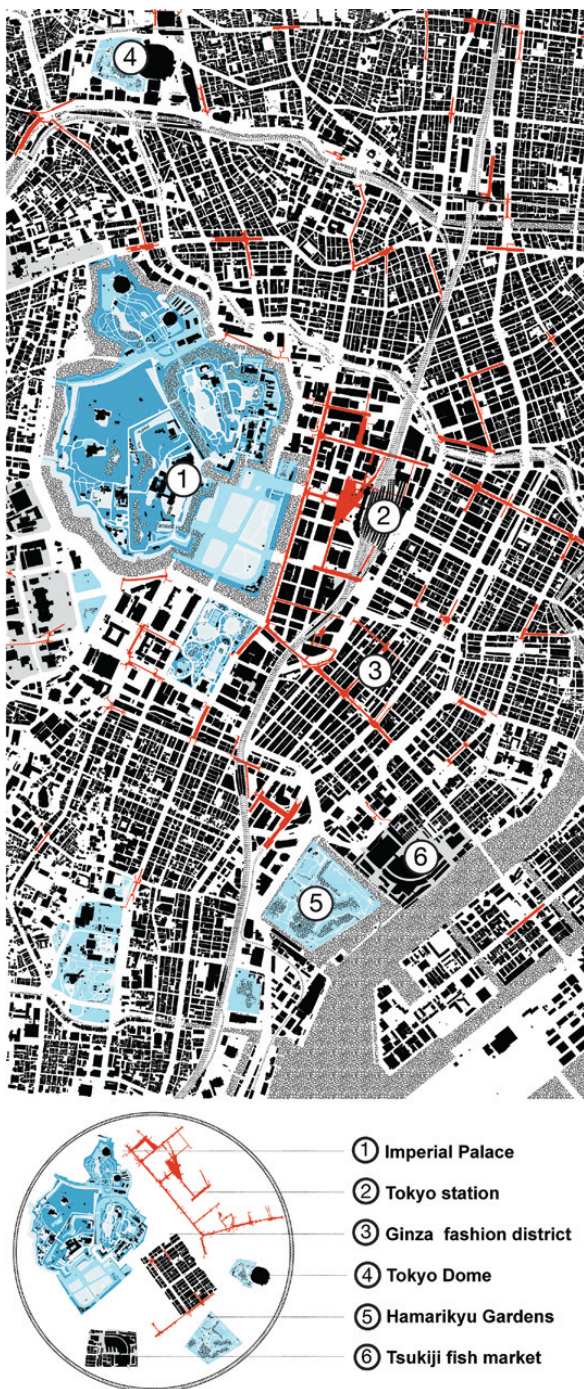 4
1
2
3
6
5
1 Imperial Palace
2 Tokyo station
3 Ginza fashion district
4 Tokyo Dome
5 Hamarikyu Gardens
6 Tsukiji fish market